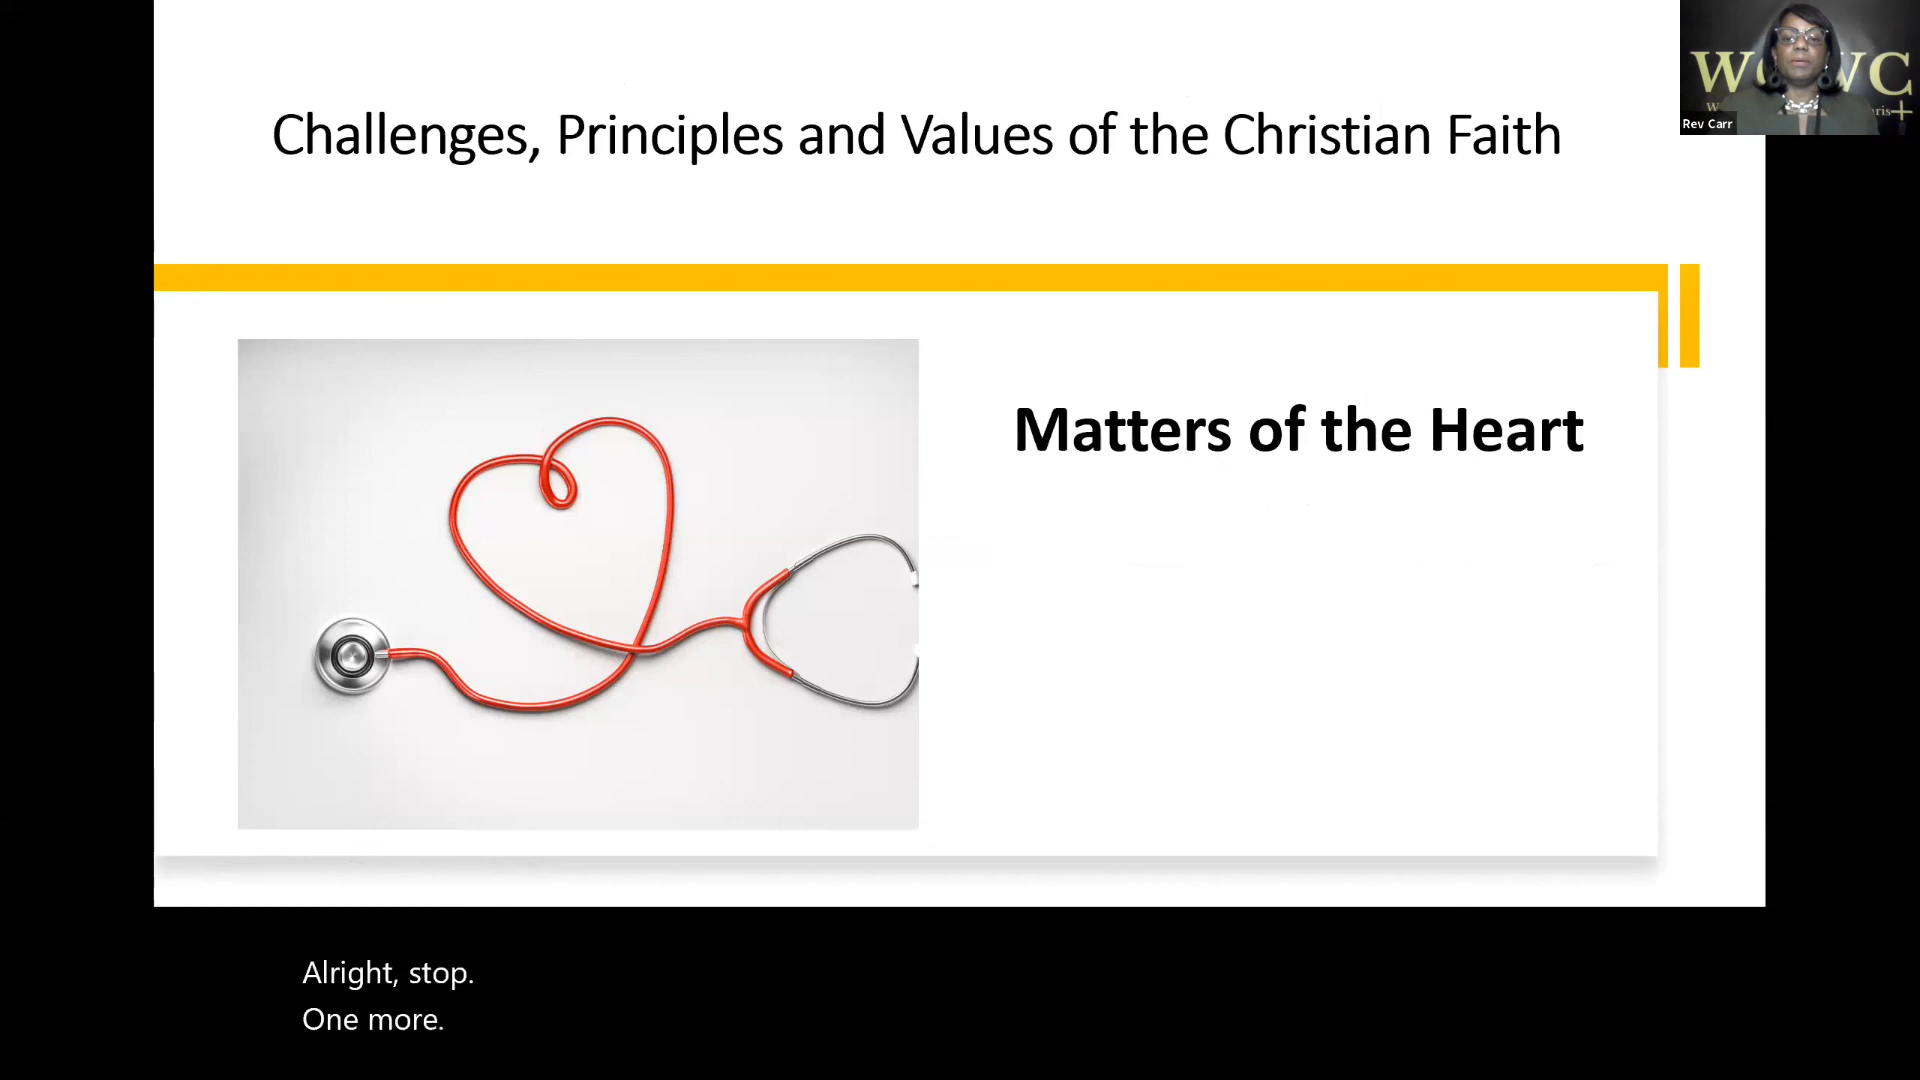 Challenges, Principles and Values of the Christian Faith
Rev Carr
Matters of the Heart
Alright, stop.
One more.